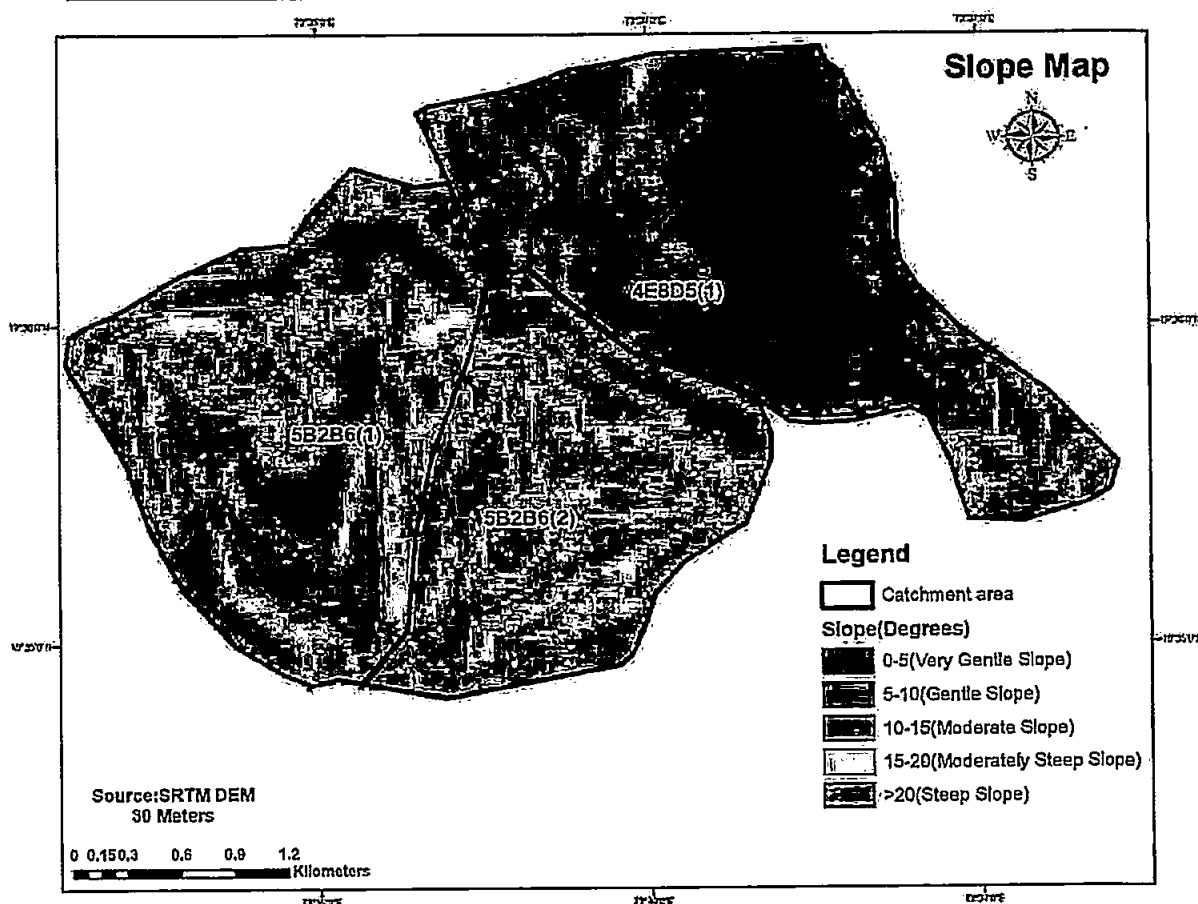 Slope Map
N
W E
S
4E8D5(1)
5B2B6(1)
5B2B6(2)
Legend
Catchment area
Slope(Degrees)
0-5(Very Gentle Slope)
5-10(Gentle Slope)
10-15(Moderate Slope)
15-20(Moderately Steep Slope)
>20(Steep Slope)
Source:SRTM DEM
30 Meters
0 0.15 0.3 0.6 0.9 1.2
Kilometers